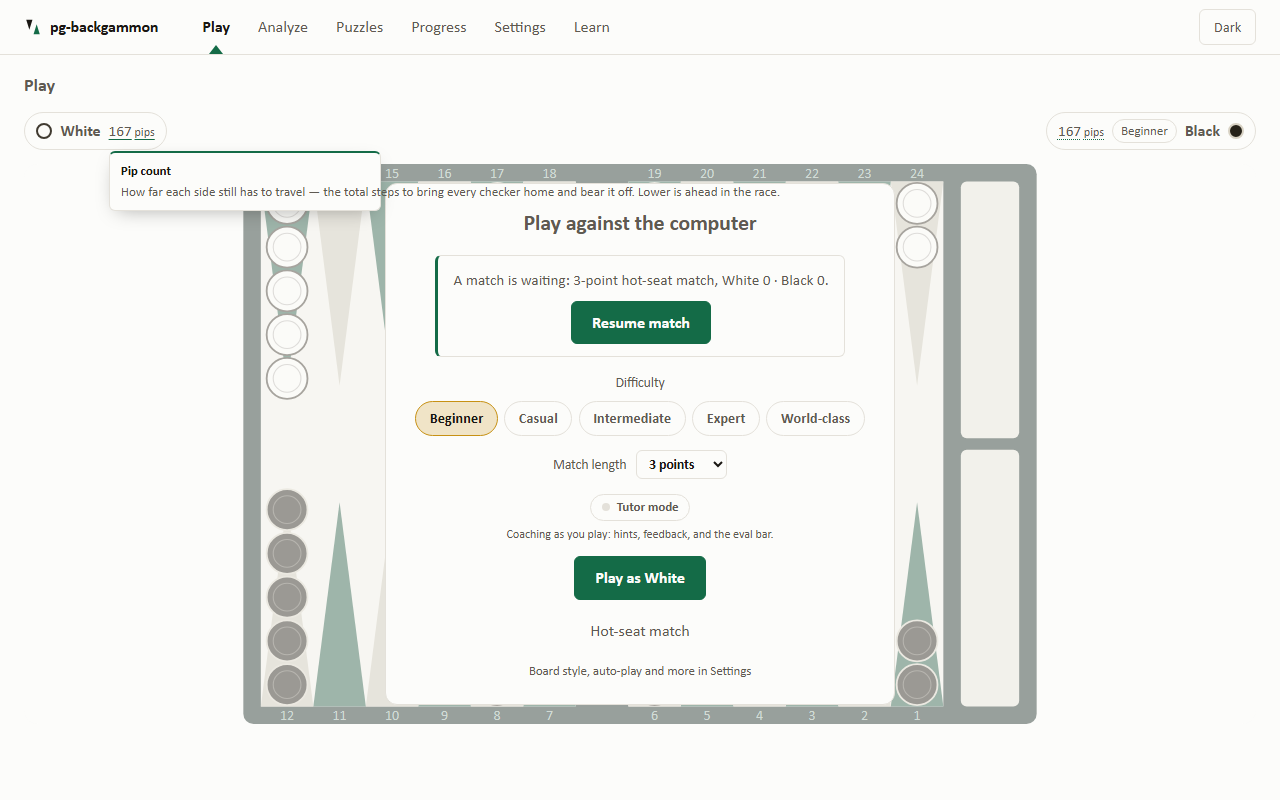 pg-backgammon Play Analyze Puzzles Progress Settings Learn Dark
Play
White 167 pips
167 pips Beginner Black
Pip count
How far each side still has to travel — the total steps to bring every checker home and bear it off. Lower is ahead in the race.
15 16 17 18 19 20 21 22 23 24
Play against the computer
A match is waiting: 3-point hot-seat match, White 0 · Black 0.
Resume match
Difficulty
Beginner Casual Intermediate Expert World-class
Match length 3 points
Tutor mode
Coaching as you play: hints, feedback, and the eval bar.
Play as White
Hot-seat match
Board style, auto-play and more in Settings
12 11 10 9 8 7 6 5 4 3 2 1